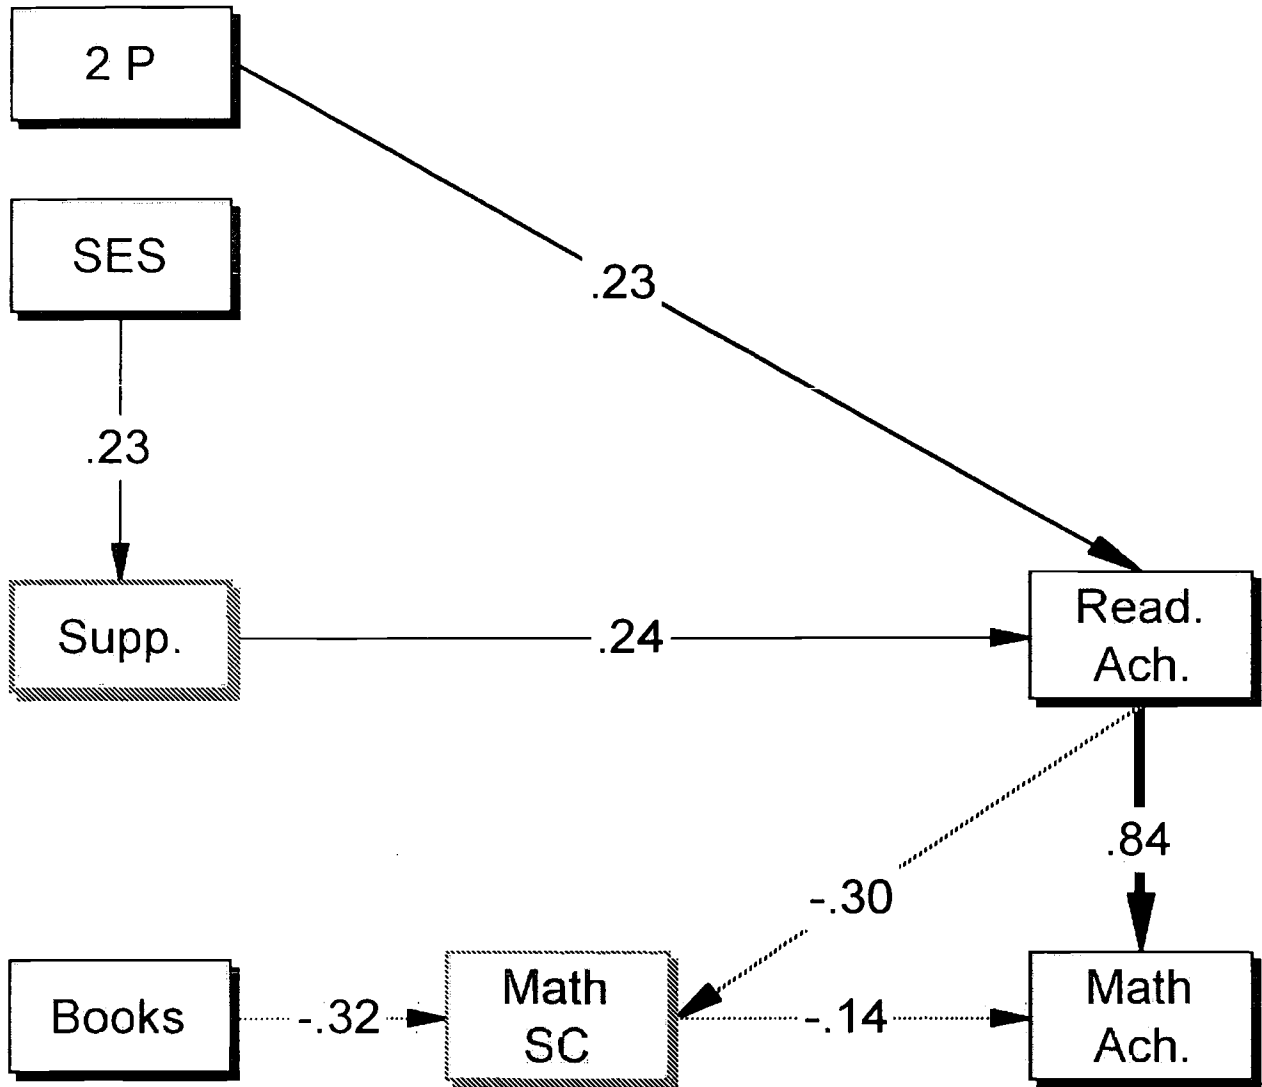 2 P
SES
.23
.23
Supp.
.24
Read.
Ach.
.84
-.30
Books
-.32
Math
SC
-.14
Math
Ach.